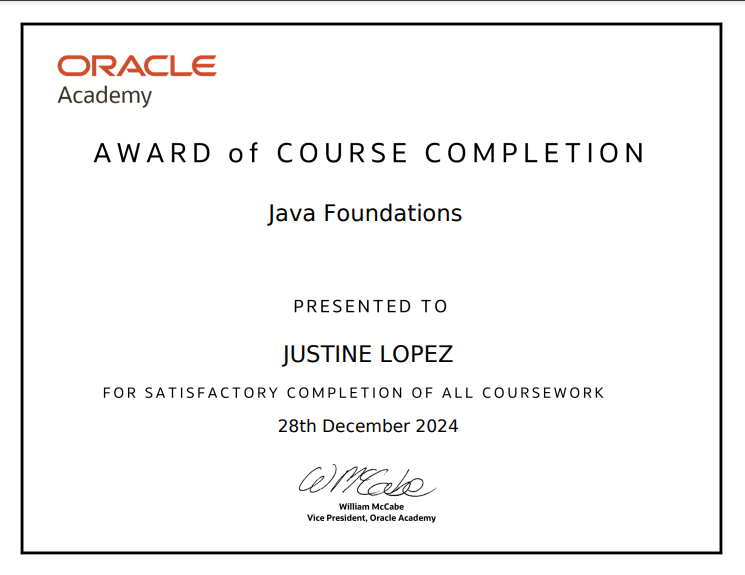 ORACLE
Academy
AWARD of COURSE COMPLETION
Java Foundations
PRESENTED TO
JUSTINE LOPEZ
FOR SATISFACTORY COMPLETION OF ALL COURSEWORK
28th December 2024
W McCabe
William McCabe
Vice President, Oracle Academy